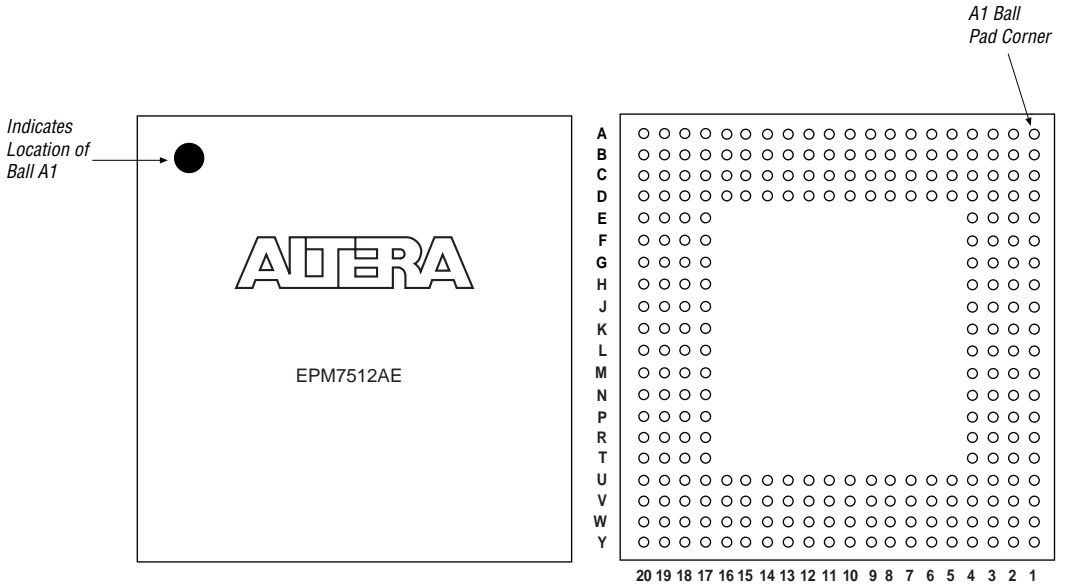 A1 Ball
Pad Corner
Indicates
Location of
Ball A1
ALTERA
EPM7512AE
A
B
C
D
E
F
G
H
J
K
L
M
N
P
R
T
U
V
W
Y
20 19 18 17 16 15 14 13 12 11 10 9 8 7 6 5 4 3 2 1